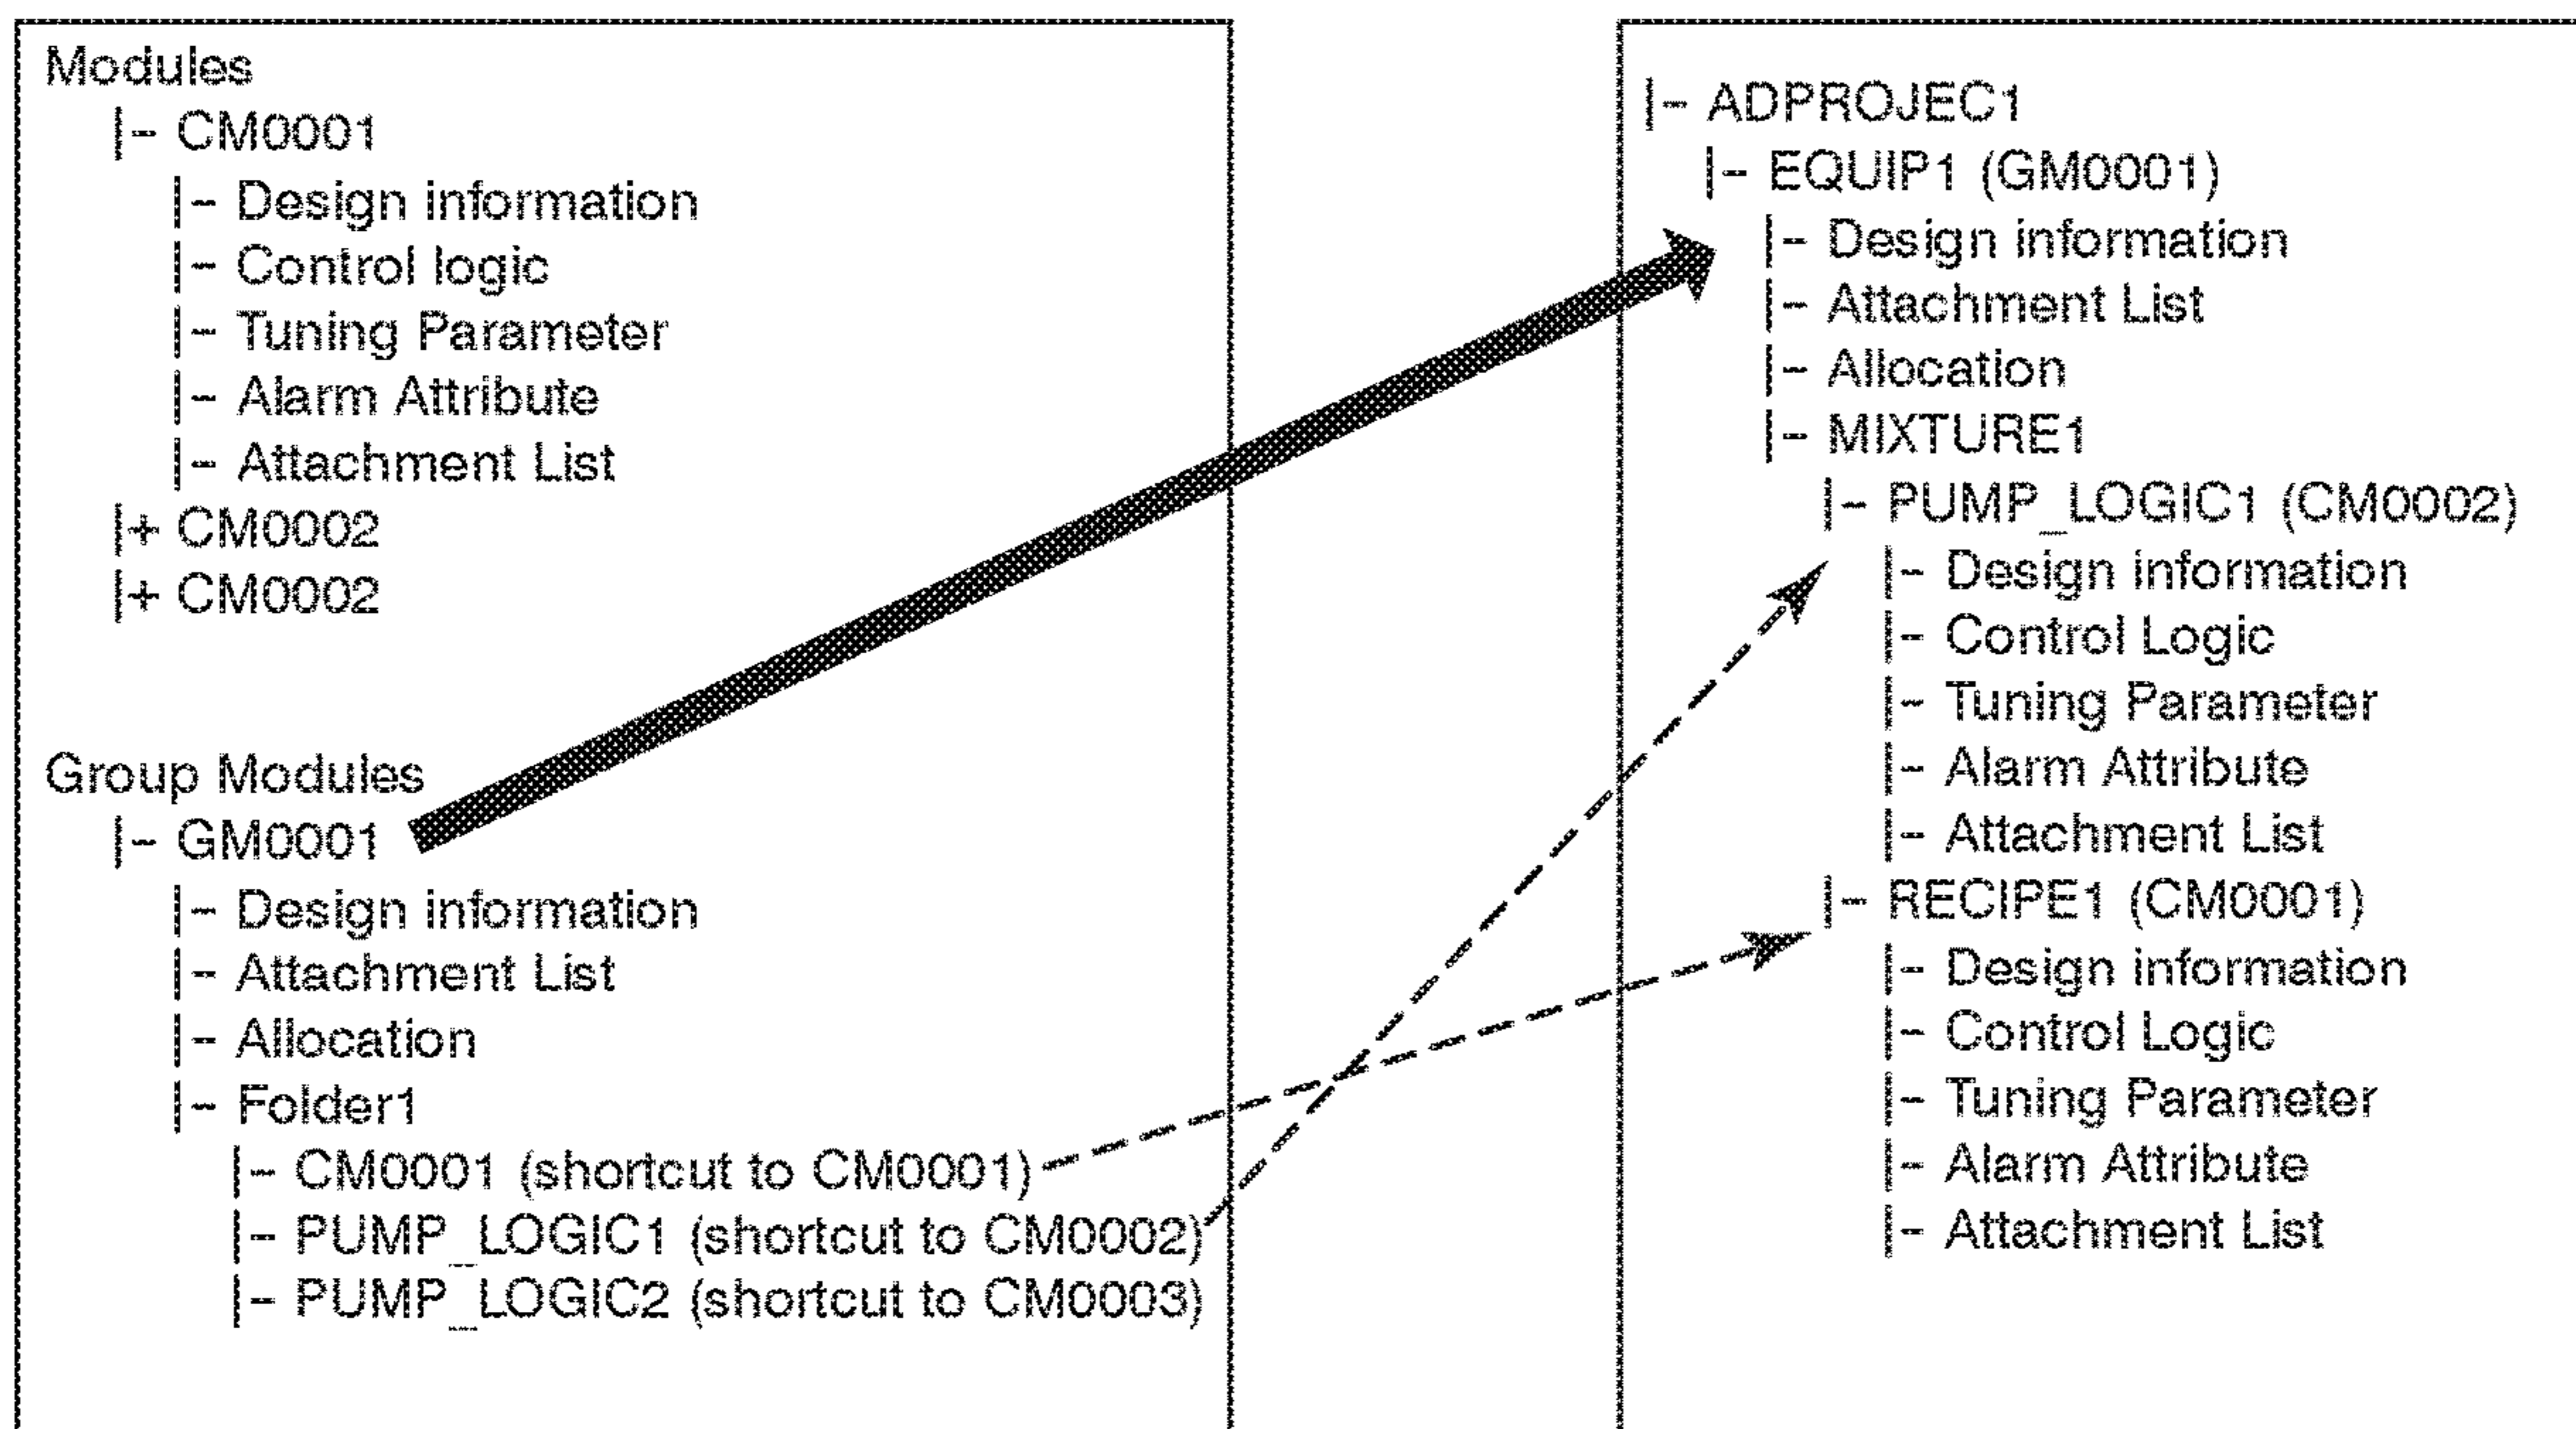 Modules
|- CM0001
|- Design information
|- Control logic
|- Tuning Parameter
|- Alarm Attribute
|- Attachment List
|+ CM0002
|+ CM0002
Group Modules
|- GM0001
|- Design information
|- Attachment List
|- Allocation
|- Folder1
|- CM0001 (shortcut to CM0001)
|- PUMP_LOGIC1 (shortcut to CM0002)
|- PUMP_LOGIC2 (shortcut to CM0003)
|- ADPROJEC1
|- EQUIP1 (GM0001)
|- Design information
|- Attachment List
|- Allocation
|- MIXTURE1
|- PUMP_LOGIC1 (CM0002)
|- Design information
|- Control Logic
|- Tuning Parameter
|- Alarm Attribute
|- Attachment List
|- RECIPE1 (CM0001)
|- Design information
|- Control Logic
|- Tuning Parameter
|- Alarm Attribute
|- Attachment List